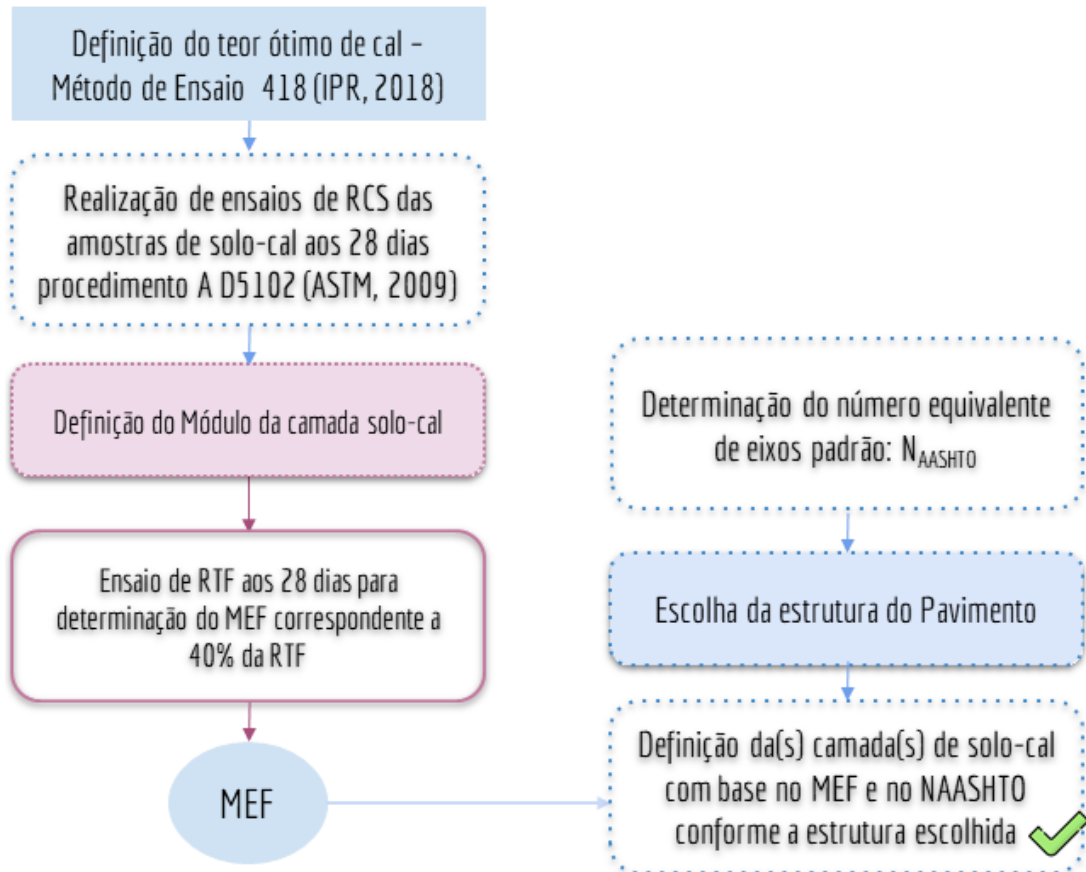 Definição do teor ótimo de cal –
Método de Ensaio 418 (IPR, 2018)
Realização de ensaios de RCS das
amostras de solo-cal aos 28 dias
procedimento A D5102 (ASTM, 2009)
Definição do Módulo da camada solo-cal
Ensaio de RTF aos 28 dias para
determinação do MEF correspondente a
40% da RTF
MEF
Determinação do número equivalente
de eixos padrão: NAASHTO
Escolha da estrutura do Pavimento
Definição da(s) camada(s) de solo-cal
com base no MEF e no NAASHTO
conforme a estrutura escolhida